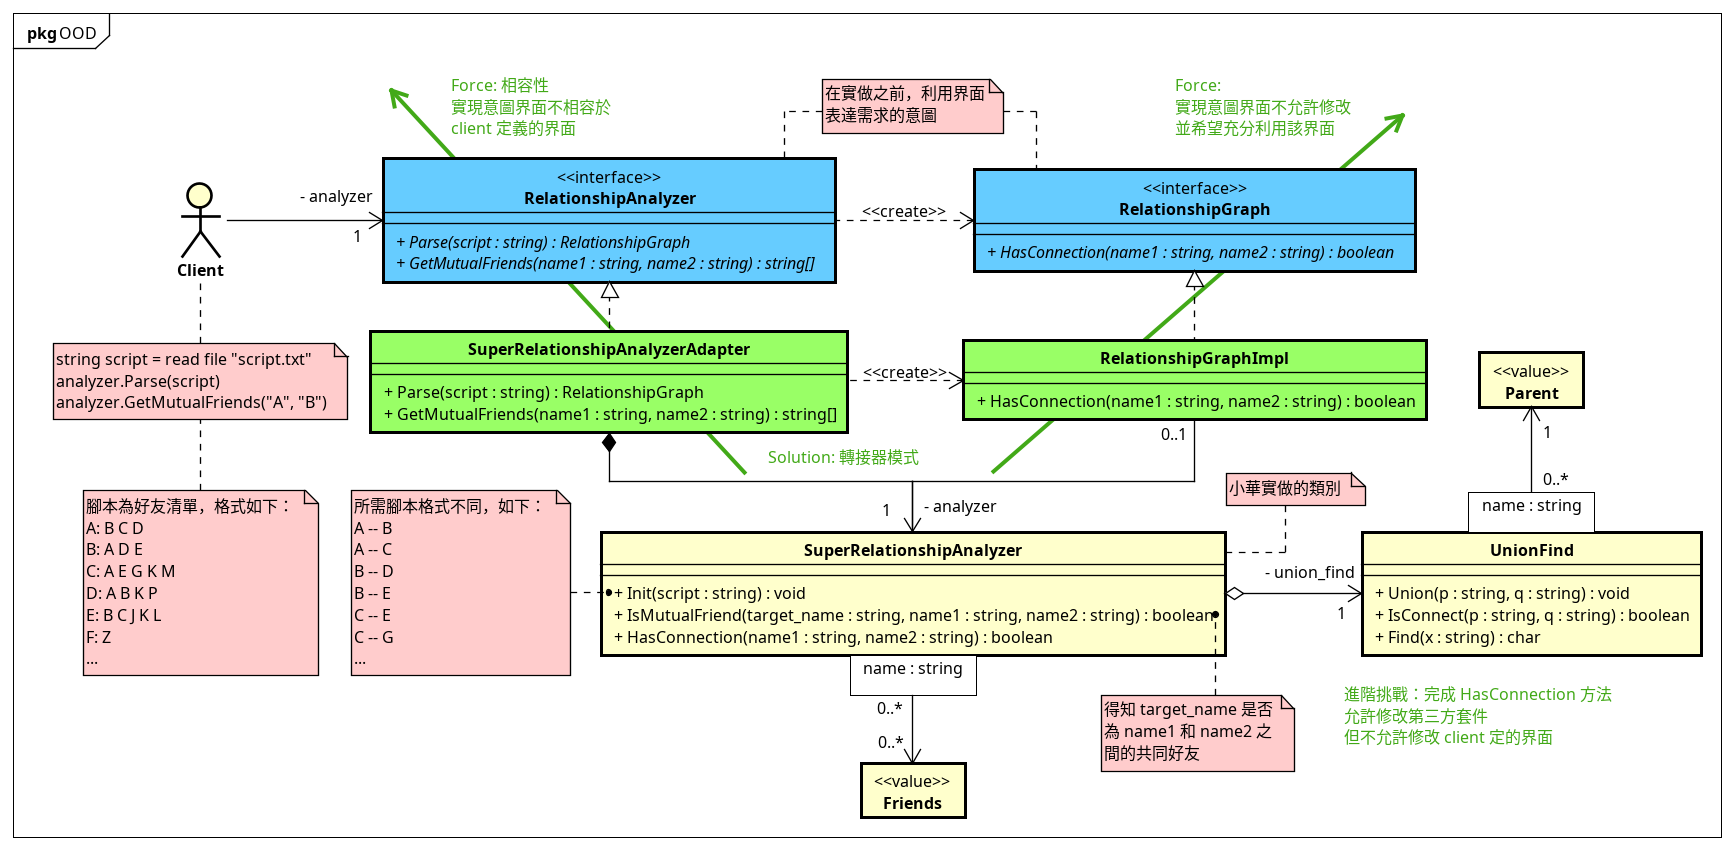 pkg OOD
Force: 相容性
實現意圖界面不相容於
client 定義的界面
在實做之前，利用界面
表達需求的意圖
Force:
實現意圖界面不允許修改
並希望充分利用該界面
Client
- analyzer
1
<<interface>>
RelationshipAnalyzer
+ Parse(script : string) : RelationshipGraph
+ GetMutualFriends(name1 : string, name2 : string) : string[]
<<create>>
<<interface>>
RelationshipGraph
+ HasConnection(name1 : string, name2 : string) : boolean
string script = read file "script.txt"
analyzer.Parse(script)
analyzer.GetMutualFriends("A", "B")
SuperRelationshipAnalyzerAdapter
+ Parse(script : string) : RelationshipGraph
+ GetMutualFriends(name1 : string, name2 : string) : string[]
<<create>>
RelationshipGraphImpl
+ HasConnection(name1 : string, name2 : string) : boolean
0..1
<<value>>
Parent
1
0..*
name : string
Solution: 轉接器模式
腳本為好友清單，格式如下：
A: B C D
B: A D E
C: A E G K M
D: A B K P
E: B C J K L
F: Z
...
所需腳本格式不同，如下：
A -- B
A -- C
B -- D
B -- E
C -- E
C -- G
...
1
- analyzer
小華實做的類別
SuperRelationshipAnalyzer
+ Init(script : string) : void
+ IsMutualFriend(target_name : string, name1 : string, name2 : string) : boolean
+ HasConnection(name1 : string, name2 : string) : boolean
- union_find
1
UnionFind
+ Union(p : string, q : string) : void
+ IsConnect(p : string, q : string) : boolean
+ Find(x : string) : char
name : string
0..*
0..*
<<value>>
Friends
得知 target_name 是否
為 name1 和 name2 之
間的共同好友
進階挑戰：完成 HasConnection 方法
允許修改第三方套件
但不允許修改 client 定的界面